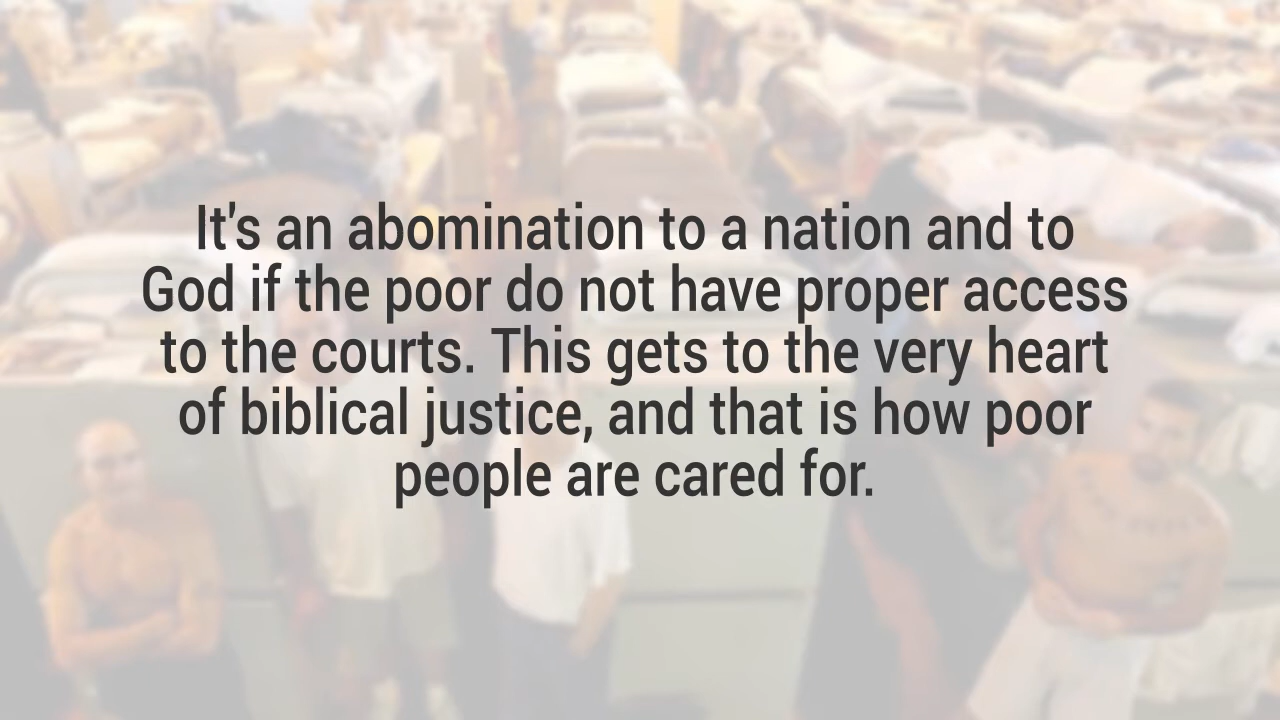 It's an abomination to a nation and to
God if the poor do not have proper access
to the courts. This gets to the very heart
of biblical justice, and that is how poor
people are cared for.